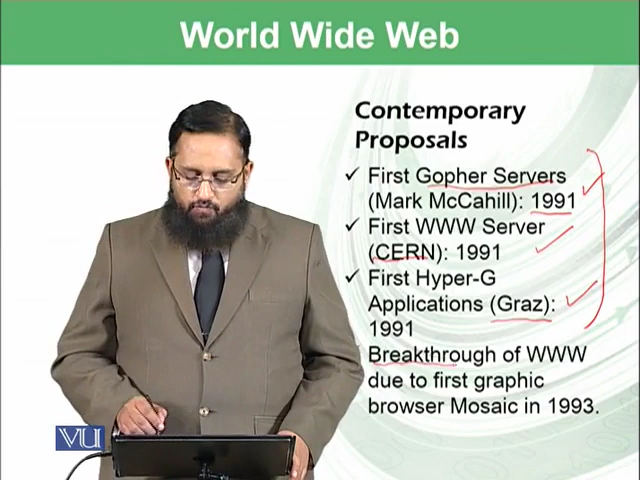 World Wide Web
Contemporary
Proposals
✓ First Gopher Servers
(Mark McCahill): 1991
✓ First WWW Server
(CERN): 1991
✓ First Hyper-G
Applications (Graz):
1991
Breakthrough of WWW
due to first graphic
browser Mosaic in 1993.
VU